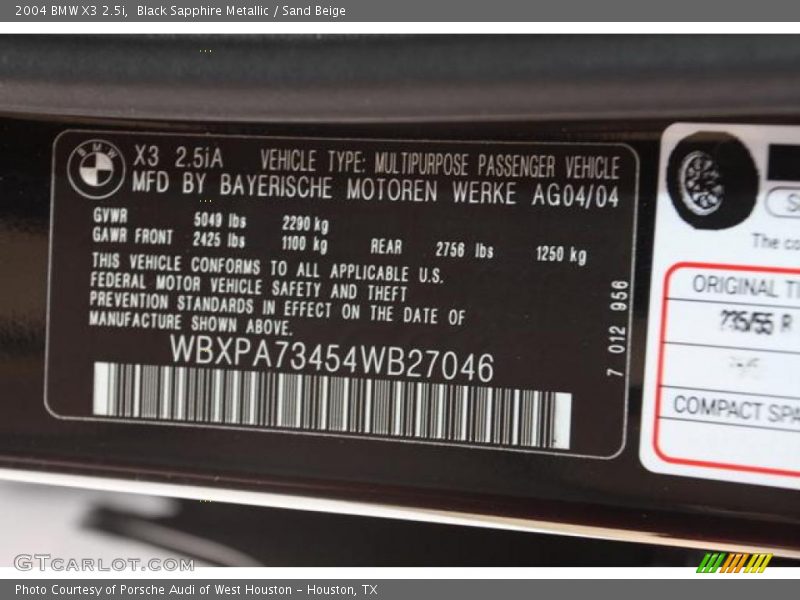 2004 BMW X3 2.5i,  Black Sapphire Metallic / Sand Beige
BMW
X3 2.5iA VEHICLE TYPE: MULTIPURPOSE PASSENGER VEHICLE
MFD BY BAYERISCHE MOTOREN WERKE AG04/04
GVWR 5049 lbs 2290 kg
GAWR FRONT 2425 lbs 1100 kg REAR 2756 lbs 1250 kg
THIS VEHICLE CONFORMS TO ALL APPLICABLE U.S.
FEDERAL MOTOR VEHICLE SAFETY AND THEFT
PREVENTION STANDARDS IN EFFECT ON THE DATE OF
MANUFACTURE SHOWN ABOVE.
WBXPA73454WB27046
7 012 956
The
ORIGINAL
235/55 R
COMPACT
GTCARLOT.COM
Photo Courtesy of Porsche Audi of West Houston - Houston, TX